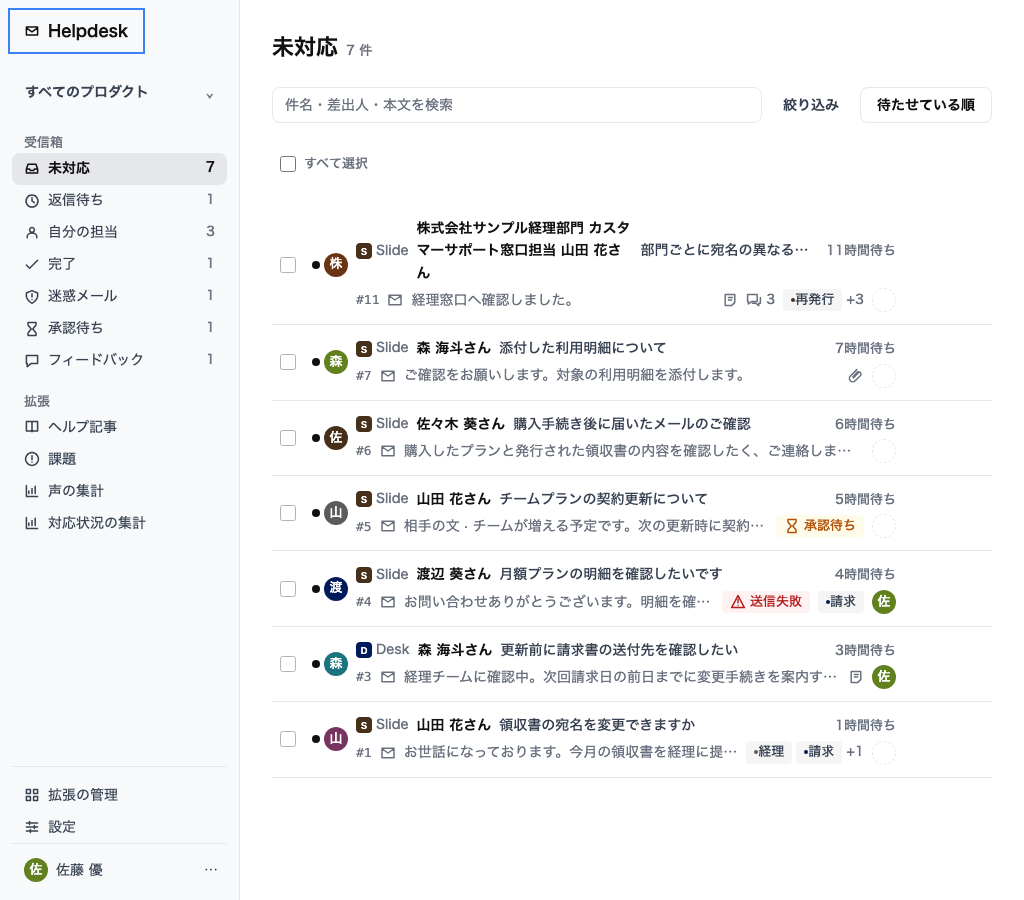 Helpdesk
すべてのプロダクト
受信箱
未対応 7
返信待ち 1
自分の担当 3
完了 1
迷惑メール 1
承認待ち 1
フィードバック 1
拡張
ヘルプ記事
課題
声の集計
対応状況の集計
拡張の管理
設定
佐 佐藤 優 …
未対応 7 件
件名・差出人・本文を検索 絞り込み 待たせている順
すべて選択
株 S Slide 株式会社サンプル経理部門 カスタ
マーサポート窓口担当 山田 花さ
ん
部門ごとに宛名の異なる… 11時間待ち
#11 経理窓口へ確認しました。 3 •再発行 +3
森 S Slide 森 海斗さん 添付した利用明細について 7時間待ち
#7 ご確認をお願いします。対象の利用明細を添付します。
佐 S Slide 佐々木 葵さん 購入手続き後に届いたメールのご確認 6時間待ち
#6 購入したプランと発行された領収書の内容を確認したく、ご連絡しま…
山 S Slide 山田 花さん チームプランの契約更新について 5時間待ち
#5 相手の文 · チームが増える予定です。次の更新時に契約… 承認待ち
渡 S Slide 渡辺 葵さん 月額プランの明細を確認したいです 4時間待ち
#4 お問い合わせありがとうございます。明細を確… 送信失敗 •請求 佐
森 D Desk 森 海斗さん 更新前に請求書の送付先を確認したい 3時間待ち
#3 経理チームに確認中。次回請求日の前日までに変更手続きを案内す… 佐
山 S Slide 山田 花さん 領収書の宛名を変更できますか 1時間待ち
#1 お世話になっております。今月の領収書を経理に提… •経理 •請求 +1